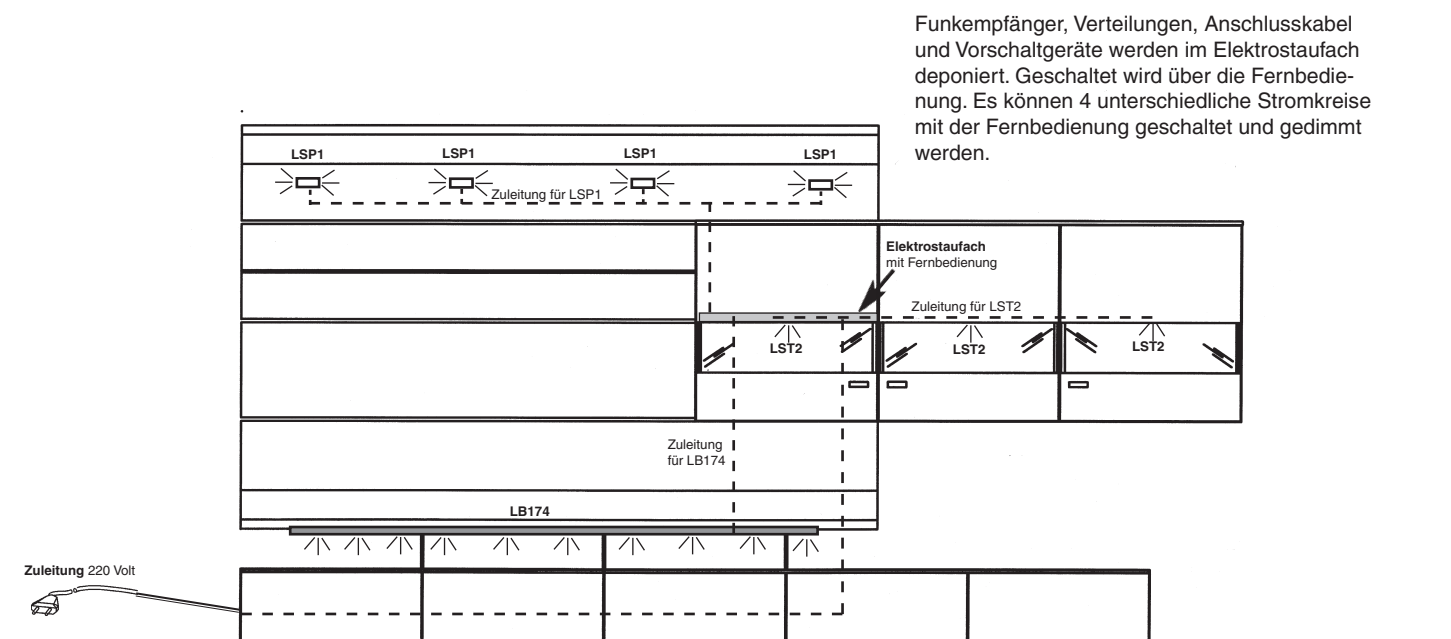 Funkempfänger, Verteilungen, Anschlusskabel
und Vorschaltgeräte werden im Elektrostaufach
deponiert. Geschaltet wird über die Fernbedie-
nung. Es können 4 unterschiedliche Stromkreise
mit der Fernbedienung geschaltet und gedimmt
werden.
LSP1 LSP1 LSP1 LSP1
Zuleitung für LSP1
Elektrostaufach
mit Fernbedienung
Zuleitung für LST2
LST2 LST2 LST2
Zuleitung
für LB174
LB174
Zuleitung 220 Volt